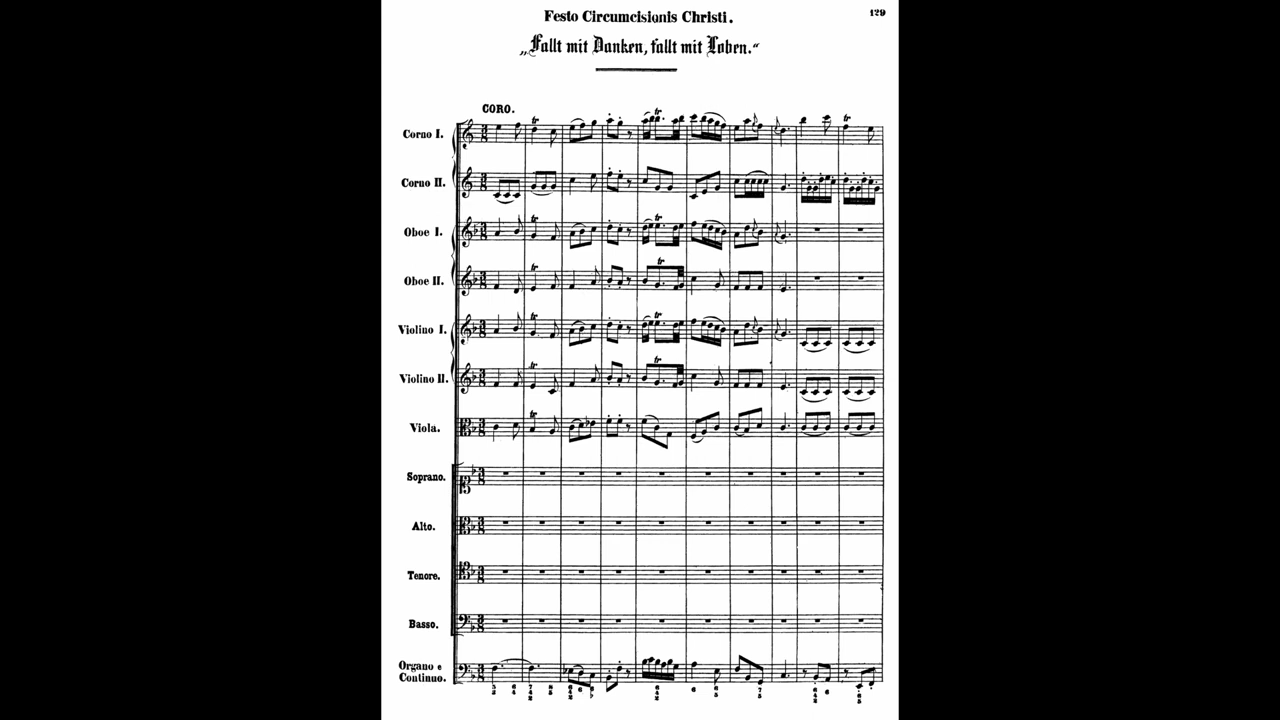 Festo Circumcisionis Christi.
129
„Fallt mit Danken, fallt mit Loben.“
CORO.
Corno I.
Corno II.
Oboe I.
Oboe II.
Violino I.
Violino II.
Viola.
Soprano.
Alto.
Tenore.
Basso.
Organo e
Continuo.